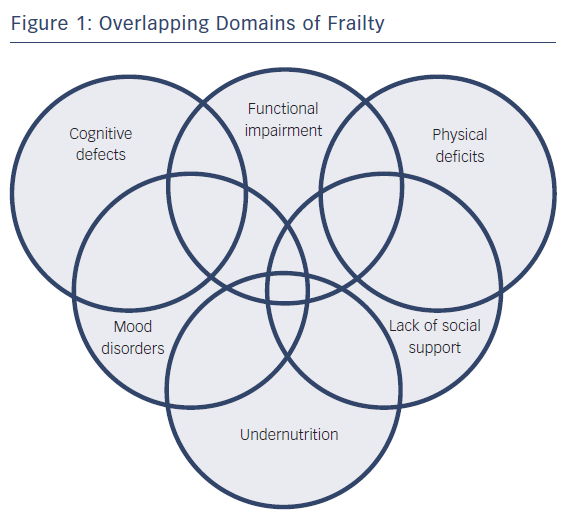 Figure 1: Overlapping Domains of Frailty
Functional
impairment
Cognitive
defects
Physical
deficits
Mood
disorders
Lack of social
support
Undernutrition